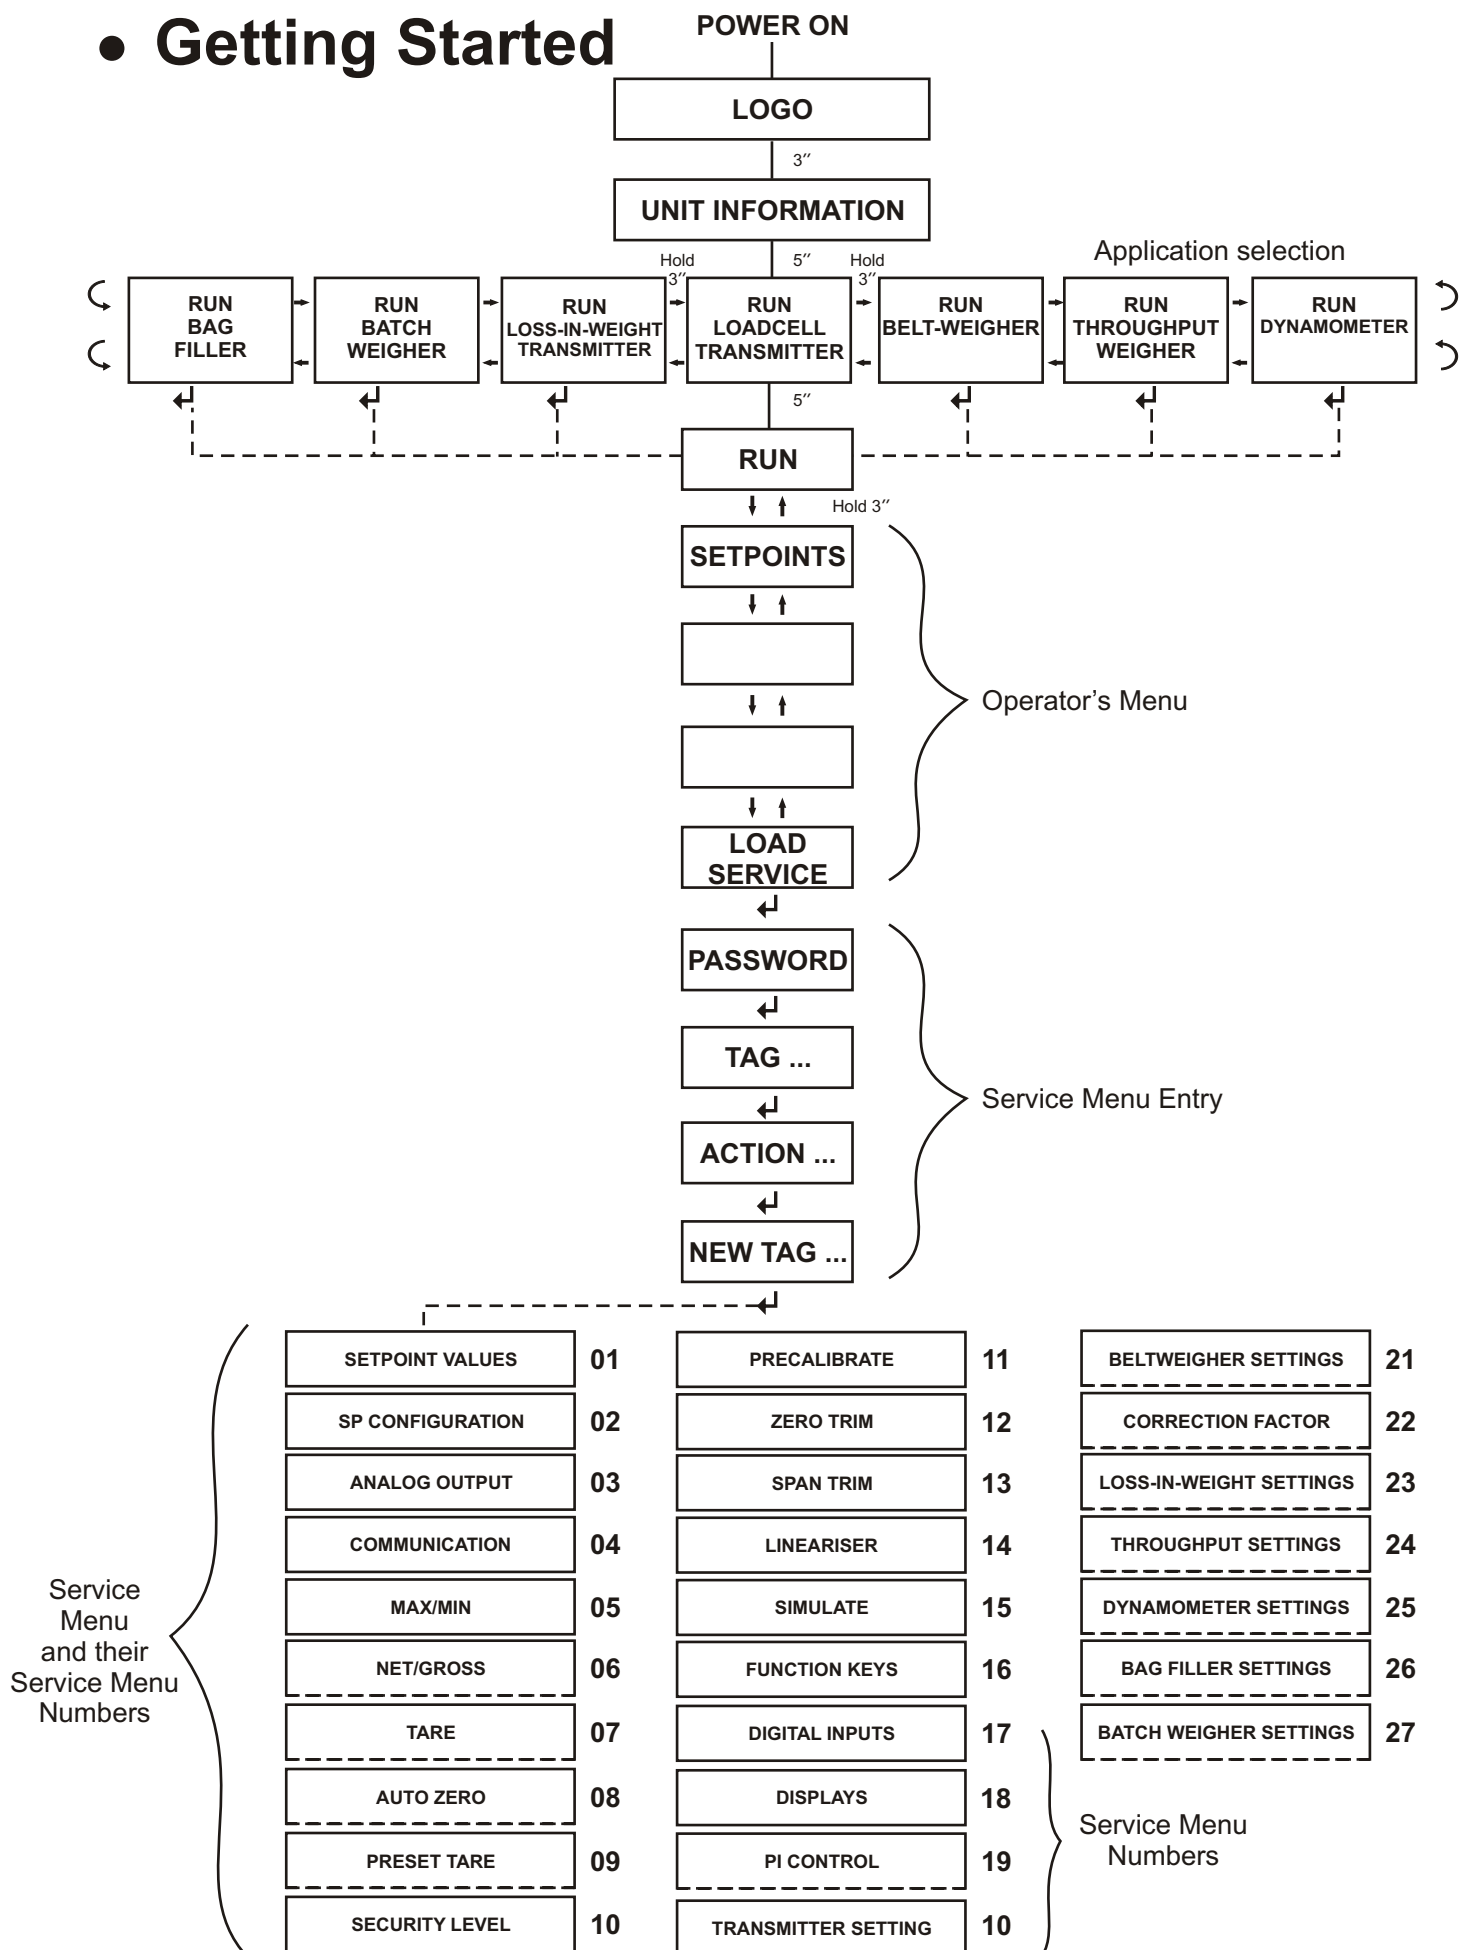 • Getting Started
POWER ON
LOGO
3′′
UNIT INFORMATION
Hold
3′′
5′′
Hold
3′′
Application selection
RUN
BAG
FILLER
RUN
BATCH
WEIGHER
RUN
LOSS-IN-WEIGHT
TRANSMITTER
RUN
LOADCELL
TRANSMITTER
RUN
BELT-WEIGHER
RUN
THROUGHPUT
WEIGHER
RUN
DYNAMOMETER
5′′
RUN
Hold 3′′
SETPOINTS
Operator’s Menu
LOAD
SERVICE
PASSWORD
TAG ...
Service Menu Entry
ACTION ...
NEW TAG ...
Service
Menu
and their
Service Menu
Numbers
SETPOINT VALUES 01
SP CONFIGURATION 02
ANALOG OUTPUT 03
COMMUNICATION 04
MAX/MIN 05
NET/GROSS 06
TARE 07
AUTO ZERO 08
PRESET TARE 09
SECURITY LEVEL 10
PRECALIBRATE 11
ZERO TRIM 12
SPAN TRIM 13
LINEARISER 14
SIMULATE 15
FUNCTION KEYS 16
DIGITAL INPUTS 17
DISPLAYS 18
PI CONTROL 19
TRANSMITTER SETTING 10
BELTWEIGHER SETTINGS 21
CORRECTION FACTOR 22
LOSS-IN-WEIGHT SETTINGS 23
THROUGHPUT SETTINGS 24
DYNAMOMETER SETTINGS 25
BAG FILLER SETTINGS 26
BATCH WEIGHER SETTINGS 27
Service Menu
Numbers